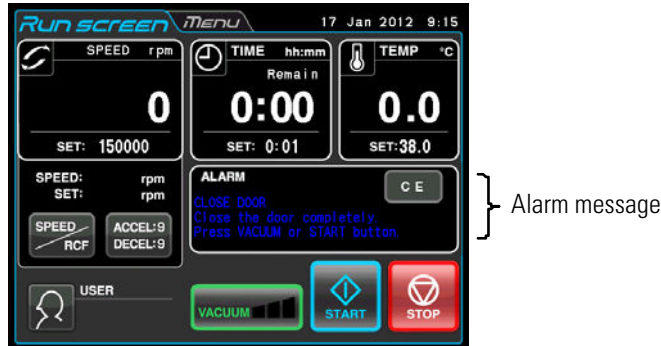 Run screen Menu 17 Jan 2012 9:15
SPEED rpm
0
SET: 150000
TIME hh:mm
Remain
0:00
SET: 0:01
TEMP °C
0.0
SET:38.0
SPEED: rpm
SET: rpm
SPEED
RCF
ACCEL:9
DECEL:9
ALARM
C E
CLOSE DOOR
Close the door completely.
Press VACUUM or START button.
Alarm message
USER
VACUUM
START
STOP